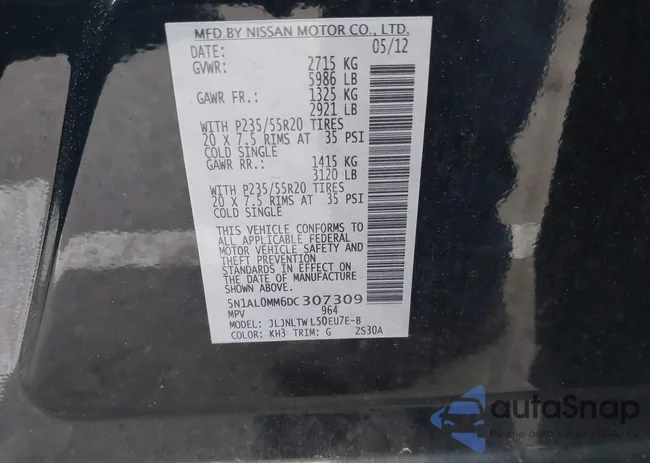 MFD BY NISSAN MOTOR CO., LTD.
DATE: 05/12
GVWR: 2715 KG
5986 LB
GAWR FR.: 1325 KG
2921 LB
WITH P235/55R20 TIRES
20 X 7.5 RIMS AT 35 PSI
COLD SINGLE
GAWR RR.: 1415 KG
3120 LB
WITH P235/55R20 TIRES
20 X 7.5 RIMS AT 35 PSI
COLD SINGLE
THIS VEHICLE CONFORMS TO
ALL APPLICABLE FEDERAL
MOTOR VEHICLE SAFETY AND
THEFT PREVENTION
STANDARDS IN EFFECT ON
THE DATE OF MANUFACTURE
SHOWN ABOVE.
5N1AL0MM6DC307309
MPV 964
MODEL: JLJNLTW L50EU7E-B
COLOR: KH3 TRIM: G ZS30A
autoSnap